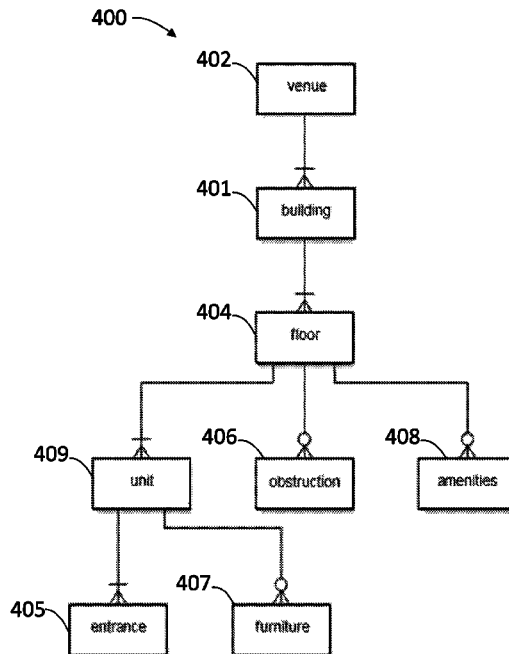 400
402
venue
401
building
404
floor
409
unit
406
obstruction
408
amenities
405
entrance
407
furniture